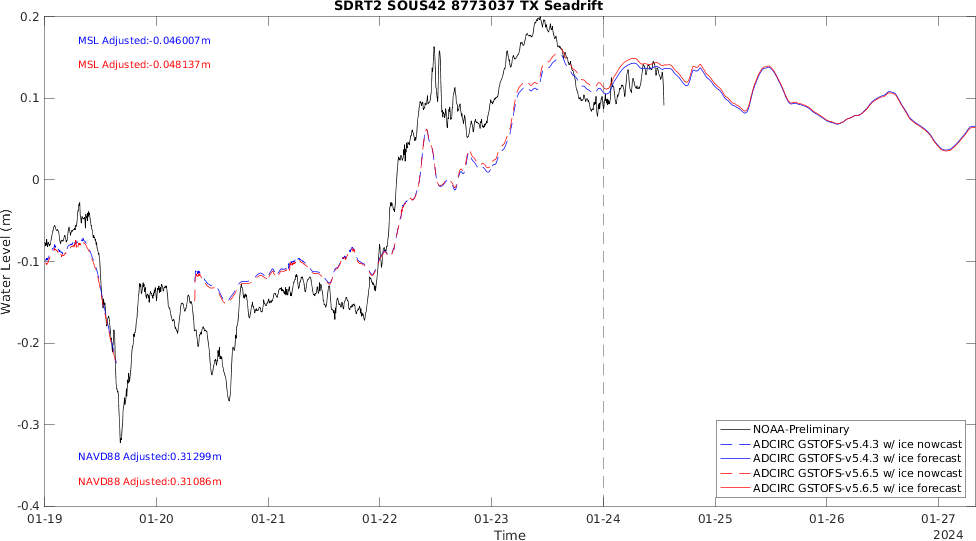 SDRT2 SOUS42 8773037 TX Seadrift
MSL Adjusted:-0.046007m
MSL Adjusted:-0.048137m
NAVD88 Adjusted:0.31299m
NAVD88 Adjusted:0.31086m
Water Level (m)
0.2
0.1
0
-0.1
-0.2
-0.3
-0.4
NOAA-Preliminary
ADCIRC GSTOFS-v5.4.3 w/ ice nowcast
ADCIRC GSTOFS-v5.4.3 w/ ice forecast
ADCIRC GSTOFS-v5.6.5 w/ ice nowcast
ADCIRC GSTOFS-v5.6.5 w/ ice forecast
01-19 01-20 01-21 01-22 01-23 01-24 01-25 01-26 01-27
Time
2024